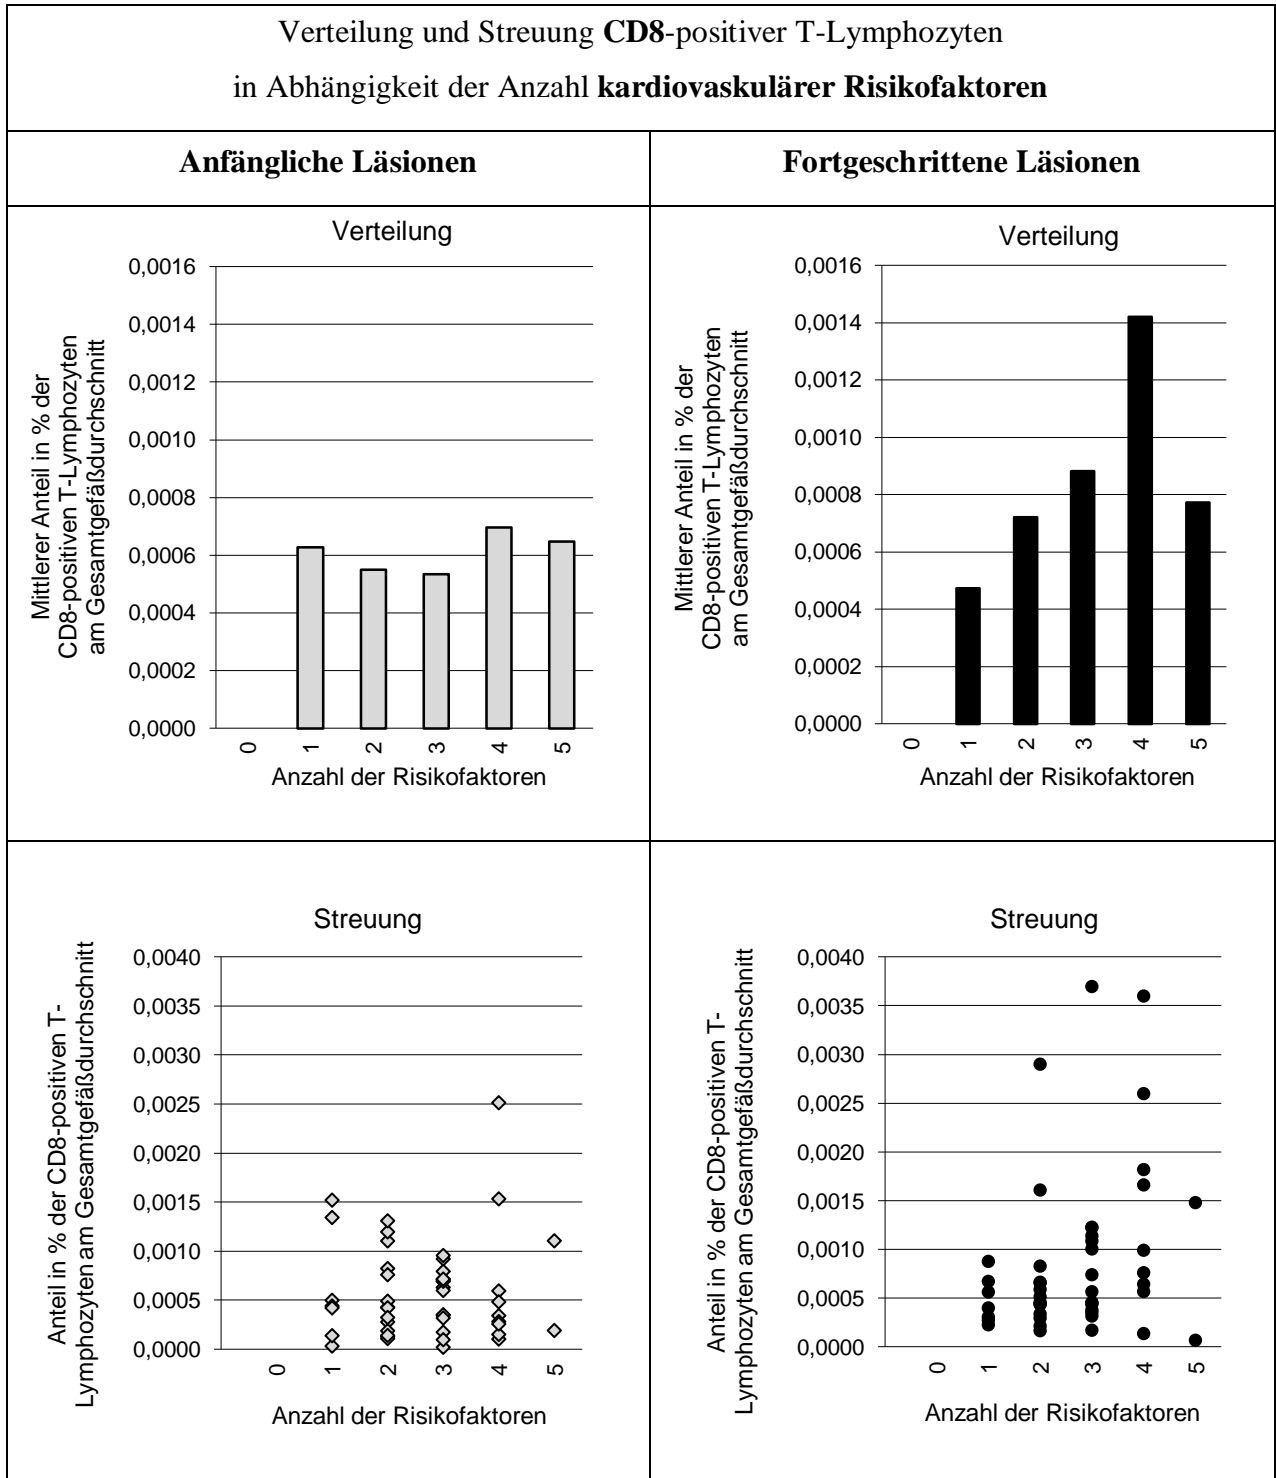 Verteilung und Streuung CD8-positiver T-Lymphozyten
in Abhängigkeit der Anzahl kardiovaskulärer Risikofaktoren
Anfängliche Läsionen
Fortgeschrittene Läsionen
Verteilung
Mittlerer Anteil in % der
CD8-positiven T-Lymphozyten
am Gesamtgefäßdurchschnitt
0,0016
0,0014
0,0012
0,0010
0,0008
0,0006
0,0004
0,0002
0,0000
0 1 2 3 4 5
Anzahl der Risikofaktoren
Verteilung
Mittlerer Anteil in % der
CD8-positiven T-Lymphozyten
am Gesamtgefäßdurchschnitt
0,0016
0,0014
0,0012
0,0010
0,0008
0,0006
0,0004
0,0002
0,0000
0 1 2 3 4 5
Anzahl der Risikofaktoren
Streuung
Anteil in % der CD8-positiven T-
Lymphozyten am Gesamtgefäßdurchschnitt
0,0040
0,0035
0,0030
0,0025
0,0020
0,0015
0,0010
0,0005
0,0000
0 1 2 3 4 5
Anzahl der Risikofaktoren
Streuung
Anteil in % der CD8-positiven T-
Lymphozyten am Gesamtgefäßdurchschnitt
0,0040
0,0035
0,0030
0,0025
0,0020
0,0015
0,0010
0,0005
0,0000
0 1 2 3 4 5
Anzahl der Risikofaktoren